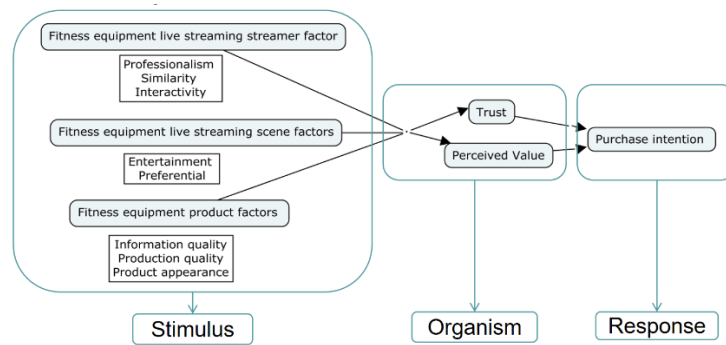 Fitness equipment live streaming streamer factor
Professionalism
Similarity
Interactivity
Fitness equipment live streaming scene factors
Entertainment
Preferential
Fitness equipment product factors
Information quality
Production quality
Product appearance
Trust
Perceived Value
Purchase intention
Stimulus
Organism
Response